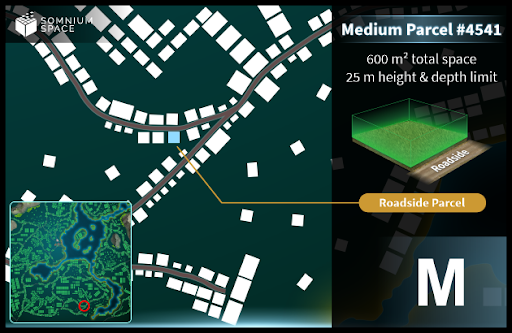 SOMNIUM
SPACE
Medium Parcel #4541
600 m² total space
25 m height & depth limit
Roadside
Roadside Parcel
M